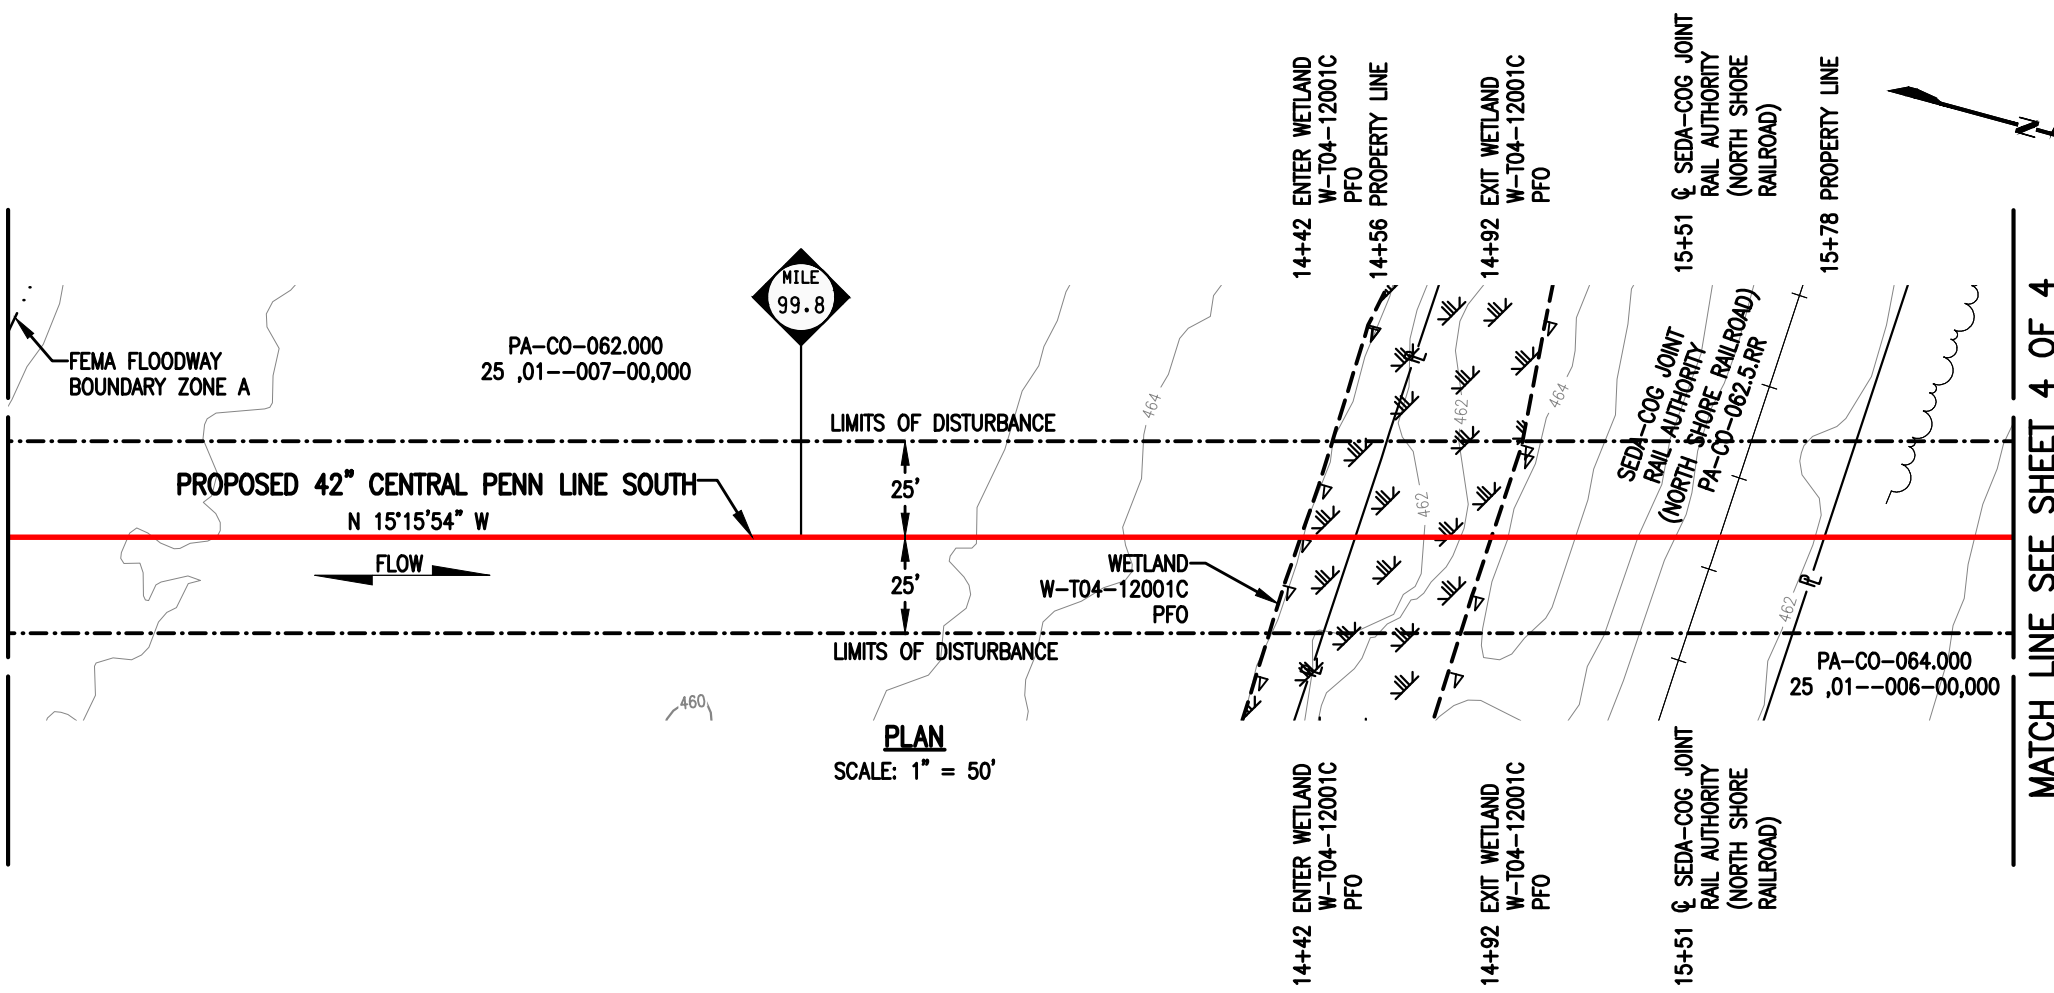 14+42 ENTER WETLAND
W-T04-12001C
PFO
14+56 PROPERTY LINE
14+92 EXIT WETLAND
W-T04-12001C
PFO
15+51 ℄ SEDA-COG JOINT
RAIL AUTHORITY
(NORTH SHORE
RAILROAD)
15+78 PROPERTY LINE
N
MILE
99.8
FEMA FLOODWAY
BOUNDARY ZONE A
PA-CO-062.000
25 ,01--007-00,000
LIMITS OF DISTURBANCE
PROPOSED 42" CENTRAL PENN LINE SOUTH
N 15°15'54" W
FLOW
25'
25'
LIMITS OF DISTURBANCE
WETLAND
W-T04-12001C
PFO
464
462
462
464
462
460
PL
PL
PL
SEDA-COG JOINT
RAIL AUTHORITY
(NORTH SHORE RAILROAD)
PA-CO-062.5.RR
PA-CO-064.000
25 ,01--006-00,000
MATCH LINE SEE SHEET 4 OF 4
PLAN
SCALE: 1" = 50'
14+42 ENTER WETLAND
W-T04-12001C
PFO
14+92 EXIT WETLAND
W-T04-12001C
PFO
15+51 ℄ SEDA-COG JOINT
RAIL AUTHORITY
(NORTH SHORE
RAILROAD)